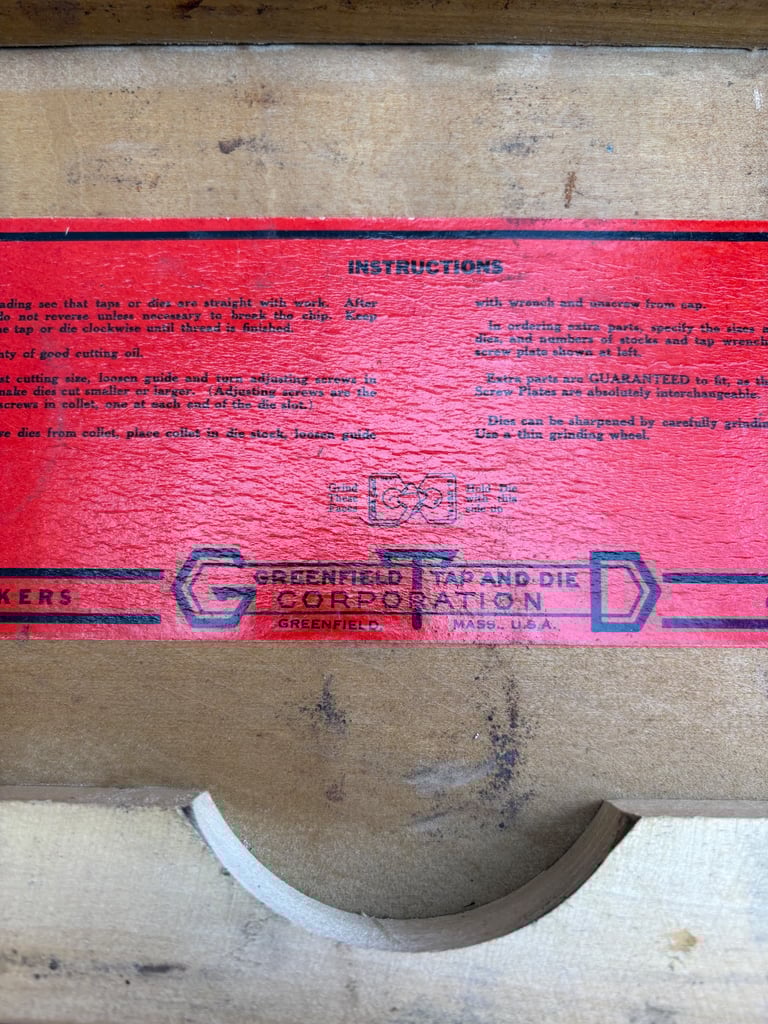 INSTRUCTIONS
ading see that taps or dies are straight with work. After
do not reverse unless necessary to break the chip. Keep
e tap or die clockwise until thread is finished.
nty of good cutting oil.
st cutting size, loosen guide and turn adjusting screws in
make dies cut smaller or larger. (Adjusting screws are the
screws in collet, one at each end of the die slot.)
ve dies from collet, place collet in die stock, loosen guide
with wrench and unscrew from cap.
In ordering extra parts, specify the sizes a
dies, and numbers of stocks and tap wrench
screw plate shown at left.
Extra parts are GUARANTEED to fit, as th
Screw Plates are absolutely interchangeable.
Dies can be sharpened by carefully grindin
Use a thin grinding wheel.
Grind
These
Faces
Hold Die
with this
side up
KERS
G T D
GREENFIELD TAP AND DIE
CORPORATION
GREENFIELD, MASS. U.S.A.